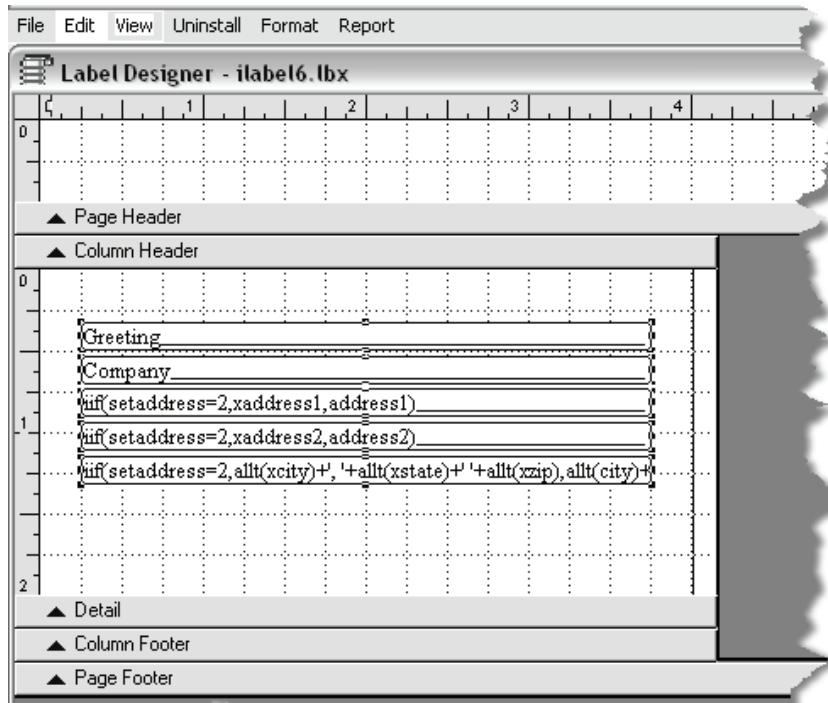 File Edit View Uninstall Format Report
Label Designer - ilabel6.lbx
1 2 3 4
0
Page Header
Column Header
0
Greeting
Company
iif(setaddress=2,xaddress1,address1)
1
iif(setaddress=2,xaddress2,address2)
iif(setaddress=2,allt(xcity)+', '+allt(xstate)+' '+allt(xzip),allt(city)+
2
Detail
Column Footer
Page Footer